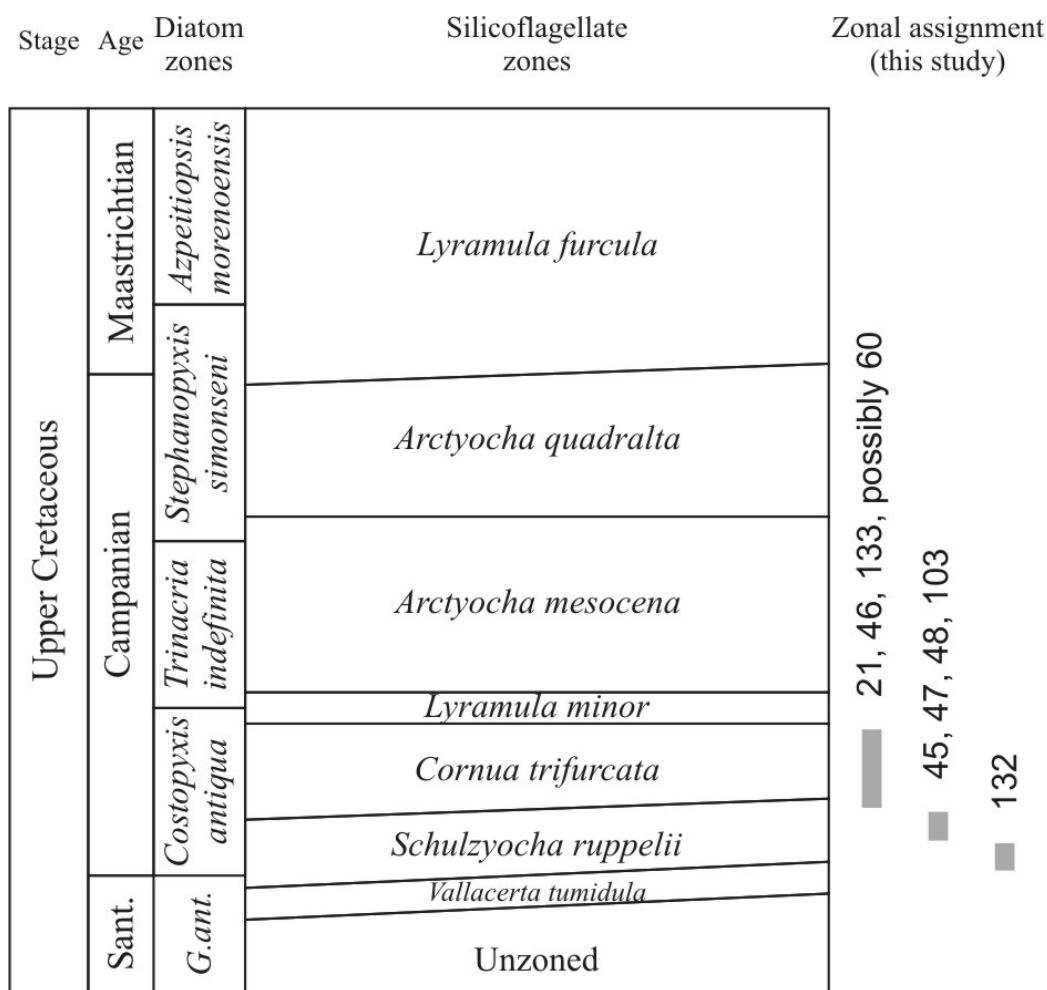 Stage
Age
Diatom
zones
Silicoflagellate
zones
Zonal assignment
(this study)
Upper Cretaceous
Maastrichtian
Campanian
Sant.
Azpeitiopsis
morenoensis
Stephanopyxis
simonseni
Trinacria
indefinita
Costopyxis
antiqua
G.ant.
Lyramula furcula
Arctyocha quadralta
Arctyocha mesocena
Lyramula minor
Cornua trifurcata
Schulzyocha ruppelii
Vallacerta tumidula
Unzoned
21, 46, 133, possibly 60
45, 47, 48, 103
132